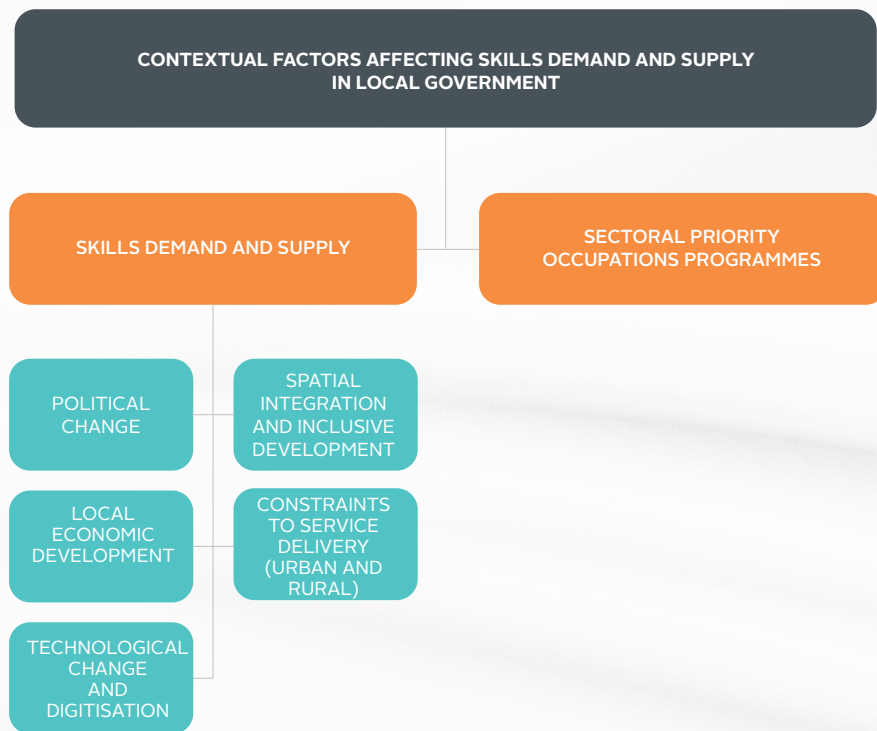 CONTEXTUAL FACTORS AFFECTING SKILLS DEMAND AND SUPPLY
IN LOCAL GOVERNMENT
SKILLS DEMAND AND SUPPLY
SECTORAL PRIORITY
OCCUPATIONS PROGRAMMES
POLITICAL
CHANGE
SPATIAL
INTEGRATION
AND INCLUSIVE
DEVELOPMENT
LOCAL
ECONOMIC
DEVELOPMENT
CONSTRAINTS
TO SERVICE
DELIVERY
(URBAN AND
RURAL)
TECHNOLOGICAL
CHANGE
AND
DIGITISATION